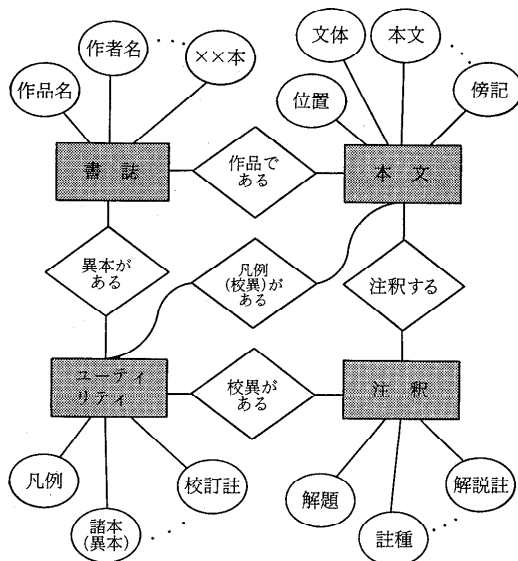 作品名
作者名
××本
文体
本文
位置
傍記
書誌
作品で
ある
本文
異本が
ある
凡例
(校異)が
ある
注釈する
ユーティ
リティ
校異が
ある
注釈
凡例
諸本
(異本)
校訂註
解題
註種
解説註